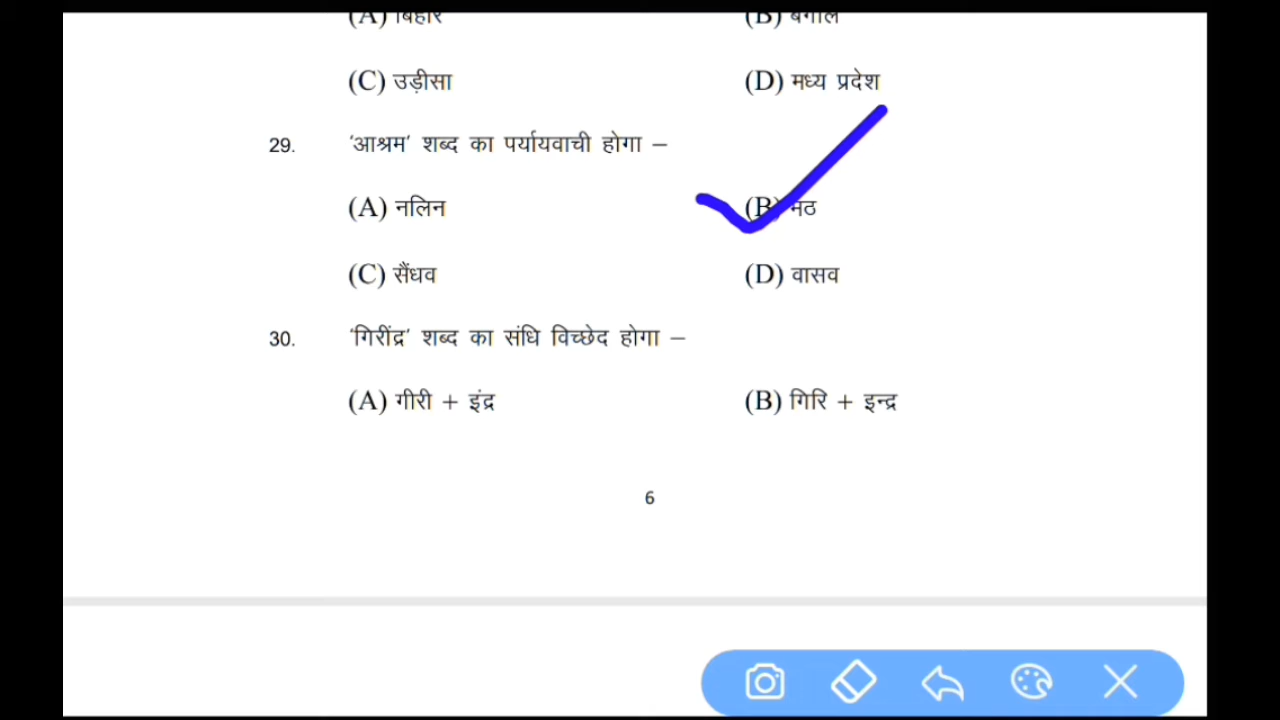 (A) बिहार (B) बंगाल
(C) उड़ीसा (D) मध्य प्रदेश
29. 'आश्रम' शब्द का पर्यायवाची होगा –
(A) नलिन (B) मठ
(C) सैंधव (D) वासव
30. 'गिरींद्र' शब्द का संधि विच्छेद होगा –
(A) गीरी + इंद्र (B) गिरि + इन्द्र
6